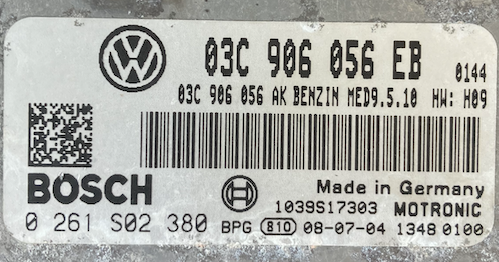 03C 906 056 EB 0144
03C 906 056 AK BENZIN MED9.5.10 HW: H09
BOSCH
Made in Germany
1039S17303 MOTRONIC
0 261 S02 380 BPG 810 08-07-04 1348 0100